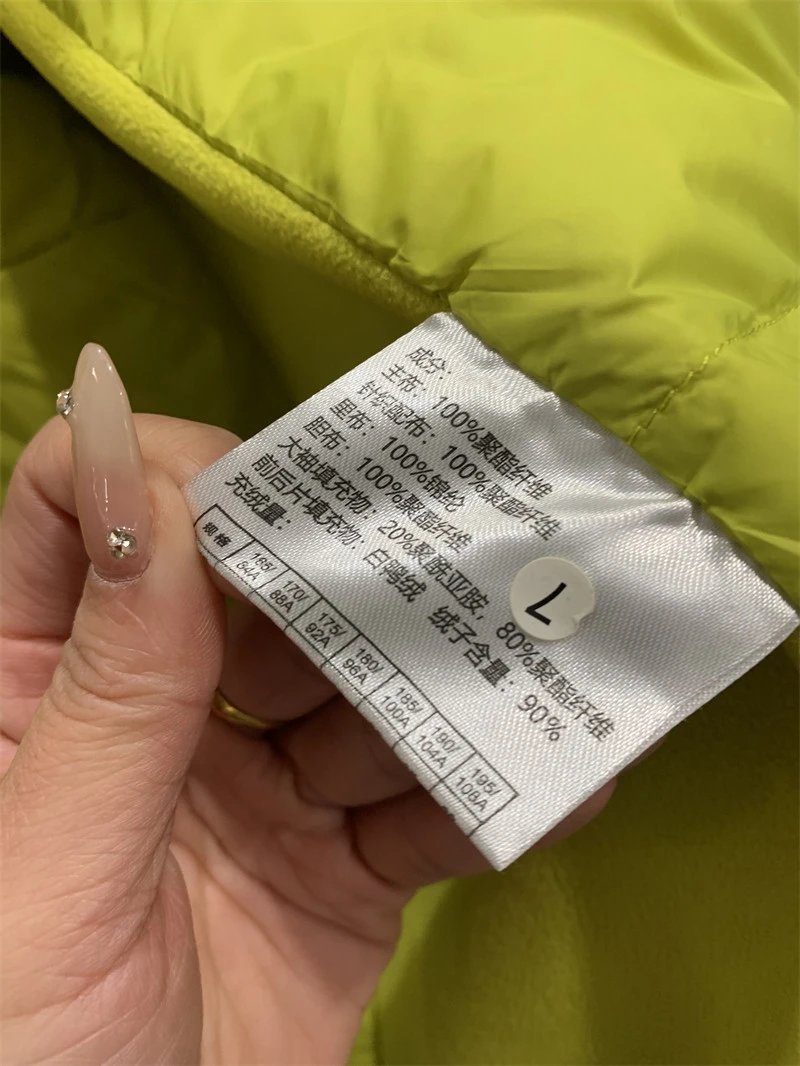 成分：
主布：100%聚酯纤维
针织配布：100%聚酯纤维
里布：100%锦纶
胆布：100%聚酯纤维
大袖填充物：20%聚酰亚胺，80%聚酯纤维
前后片填充物：白鸭绒 绒子含量：90%
充绒量：
规格 165/84A 170/88A 175/92A 180/96A 185/100A 190/104A 195/108A
L